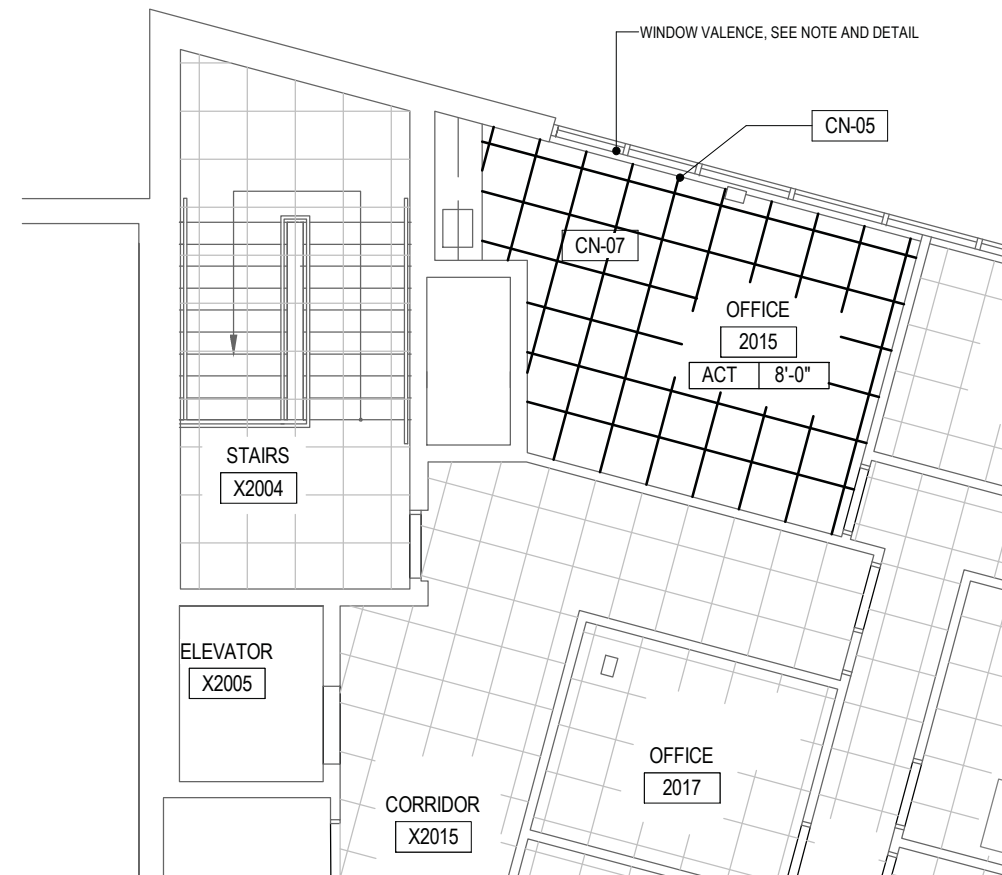 WINDOW VALENCE, SEE NOTE AND DETAIL
CN-05
CN-07
OFFICE
2015
ACT 8'-0"
STAIRS
X2004
ELEVATOR
X2005
OFFICE
2017
CORRIDOR
X2015